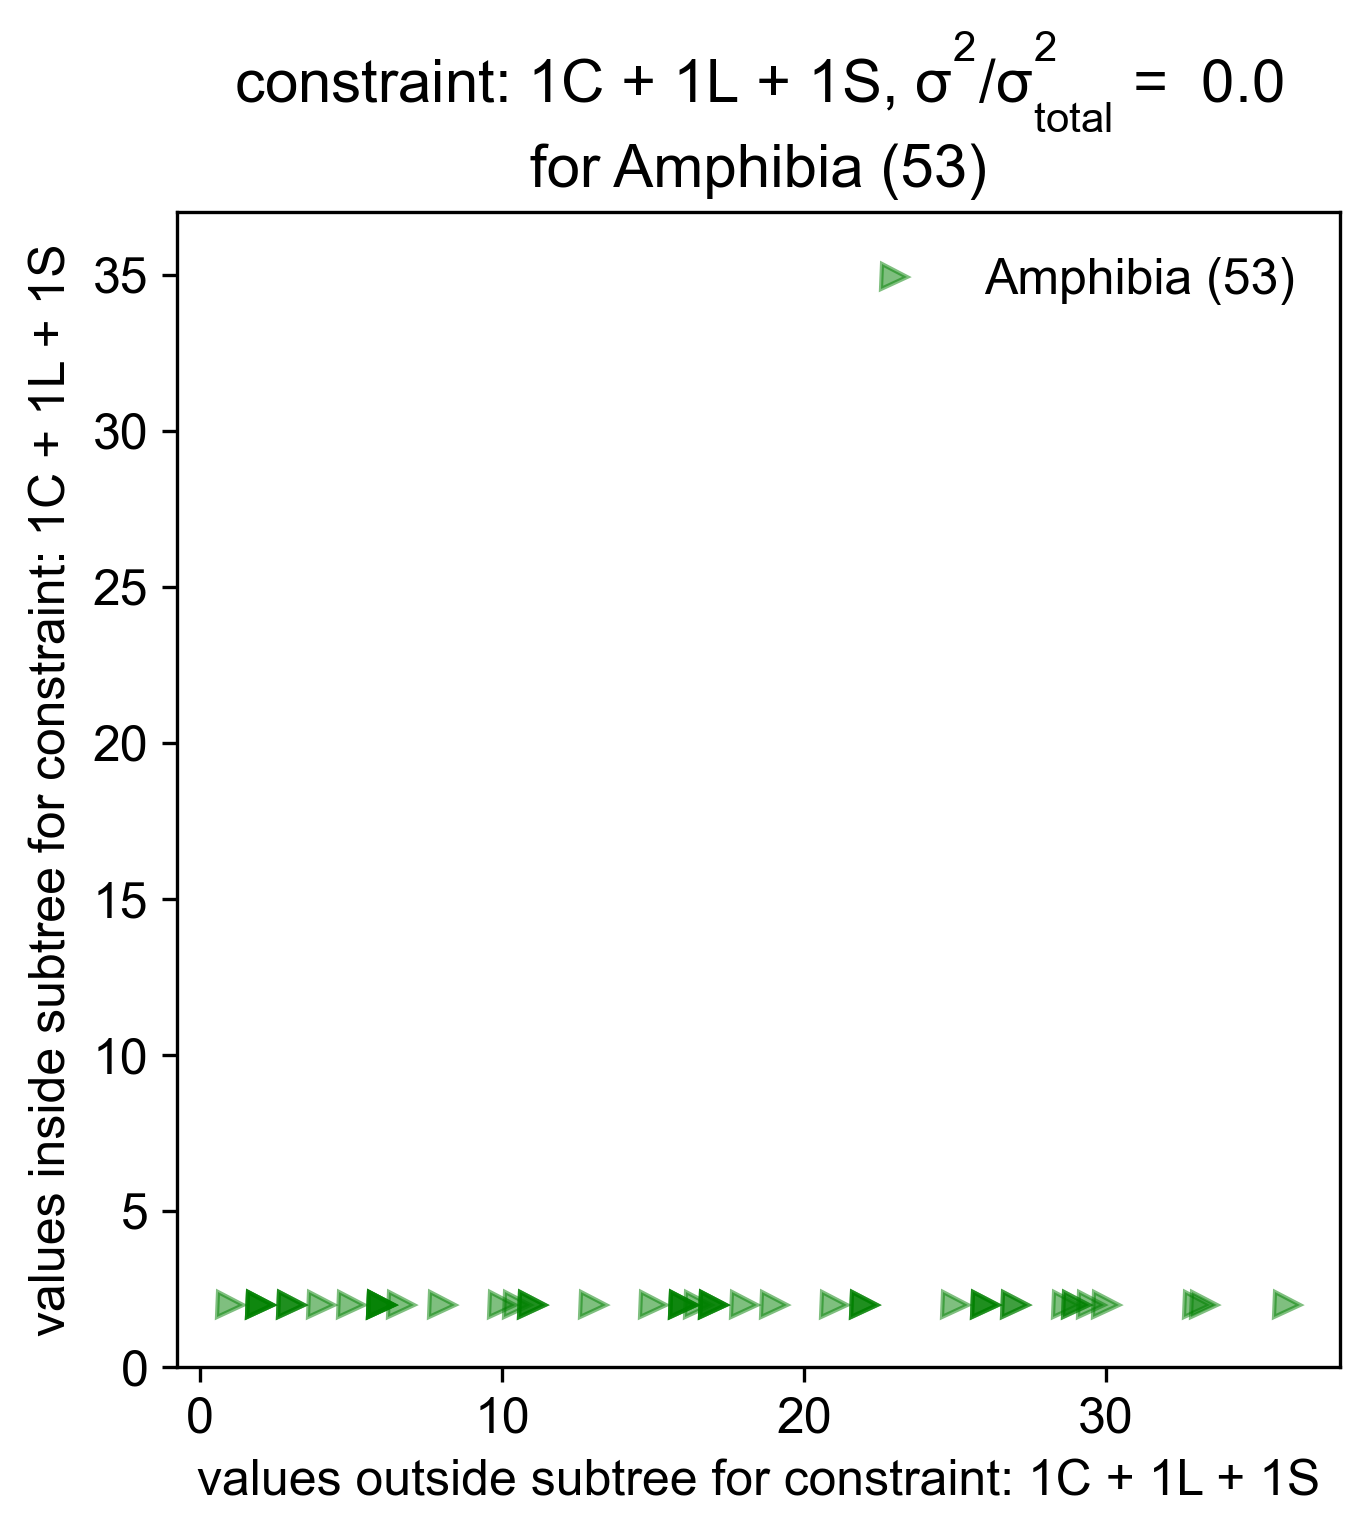 constraint: 1C + 1L + 1S, σ²/σ²total = 0.0
for Amphibia (53)
Amphibia (53)
35
30
25
20
15
10
5
0
values inside subtree for constraint: 1C + 1L + 1S
0 10 20 30
values outside subtree for constraint: 1C + 1L + 1S